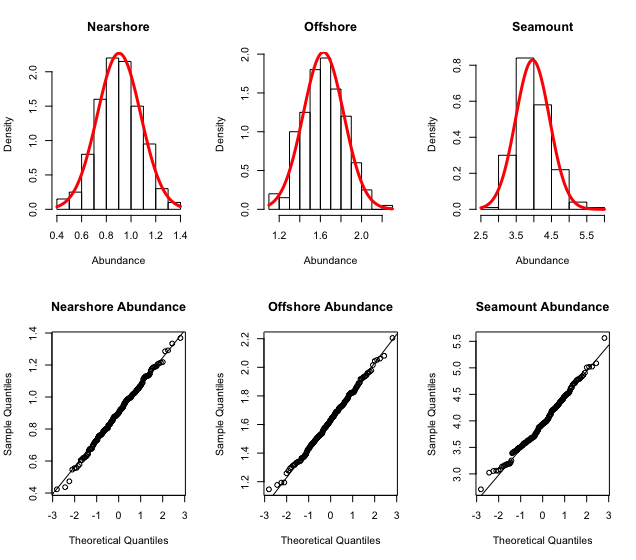 Nearshore
Offshore
Seamount
Density
0.0 0.5 1.0 1.5 2.0
0.4 0.6 0.8 1.0 1.2 1.4
Abundance
Density
0.0 0.5 1.0 1.5 2.0
1.2 1.6 2.0
Abundance
Density
0.0 0.2 0.4 0.6 0.8
2.5 3.5 4.5 5.5
Abundance
Nearshore Abundance
Offshore Abundance
Seamount Abundance
Sample Quantiles
0.4 0.6 0.8 1.0 1.2 1.4
-3 -2 -1 0 1 2 3
Theoretical Quantiles
Sample Quantiles
1.2 1.4 1.6 1.8 2.0 2.2
-3 -2 -1 0 1 2 3
Theoretical Quantiles
Sample Quantiles
3.0 3.5 4.0 4.5 5.0 5.5
-3 -2 -1 0 1 2 3
Theoretical Quantiles